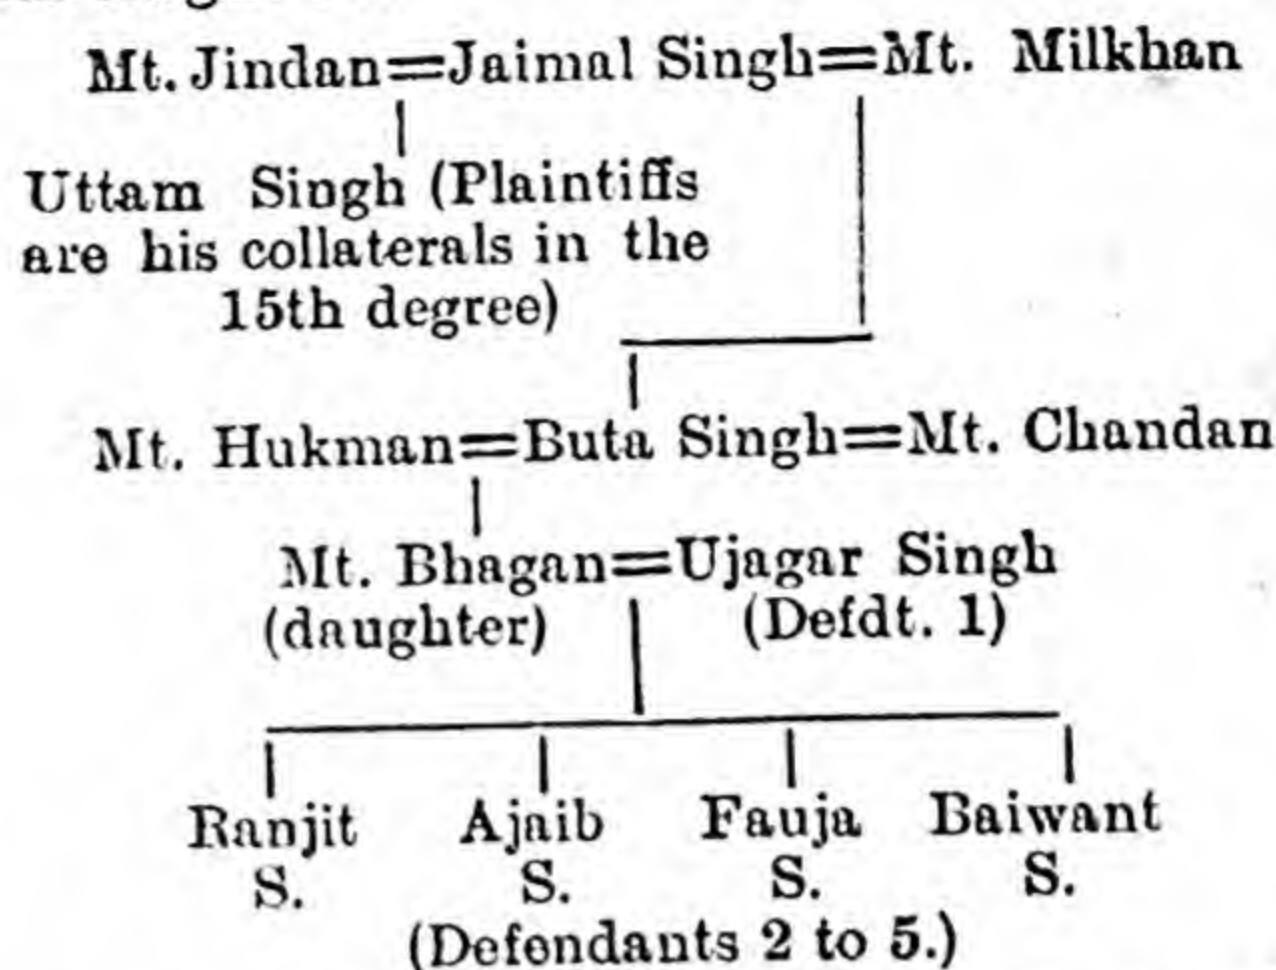 Mt. Jindan=Jaimal Singh=Mt. Milkhan
Uttam Singh (Plaintiffs
are his collaterals in the
15th degree)
Mt. Hukman=Buta Singh=Mt. Chandan
Mt. Bhagan=Ujagar Singh
(daughter) (Defdt. 1)
Ranjit Ajaib Fauja Baiwant
S. S. S. S.
(Defendants 2 to 5.)